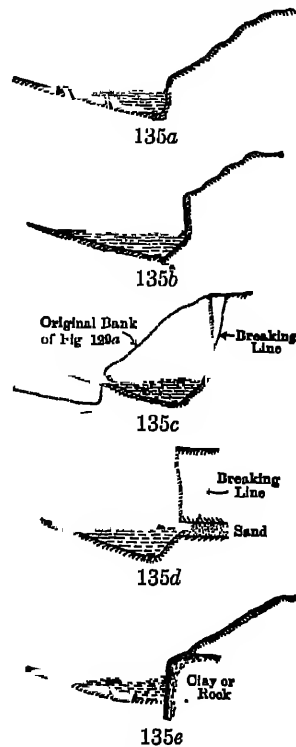 135a
135b
Original Bank
of Fig 129a
Breaking
Line
135c
Breaking
Line
Sand
135d
Clay or
Rock
135e